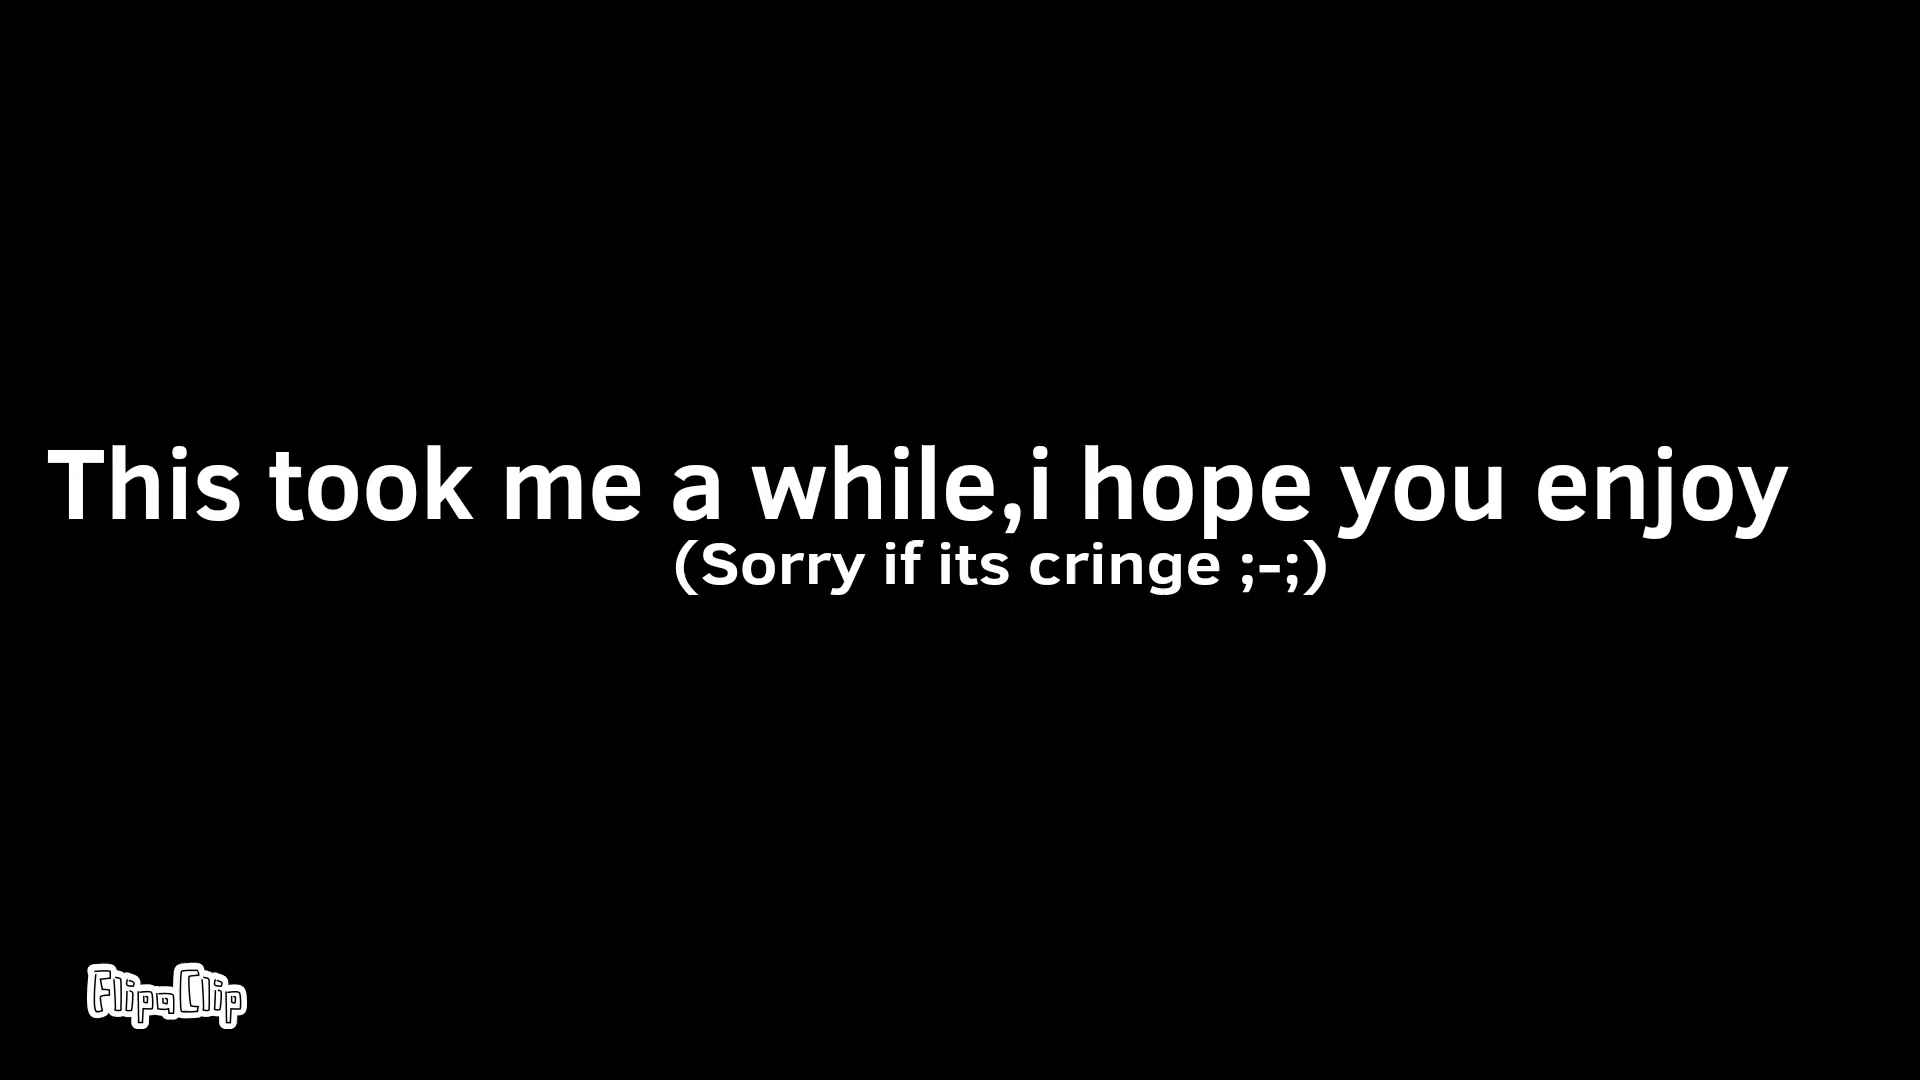 This took me a while,i hope you enjoy
(Sorry if its cringe ;-;)
FlipaClip